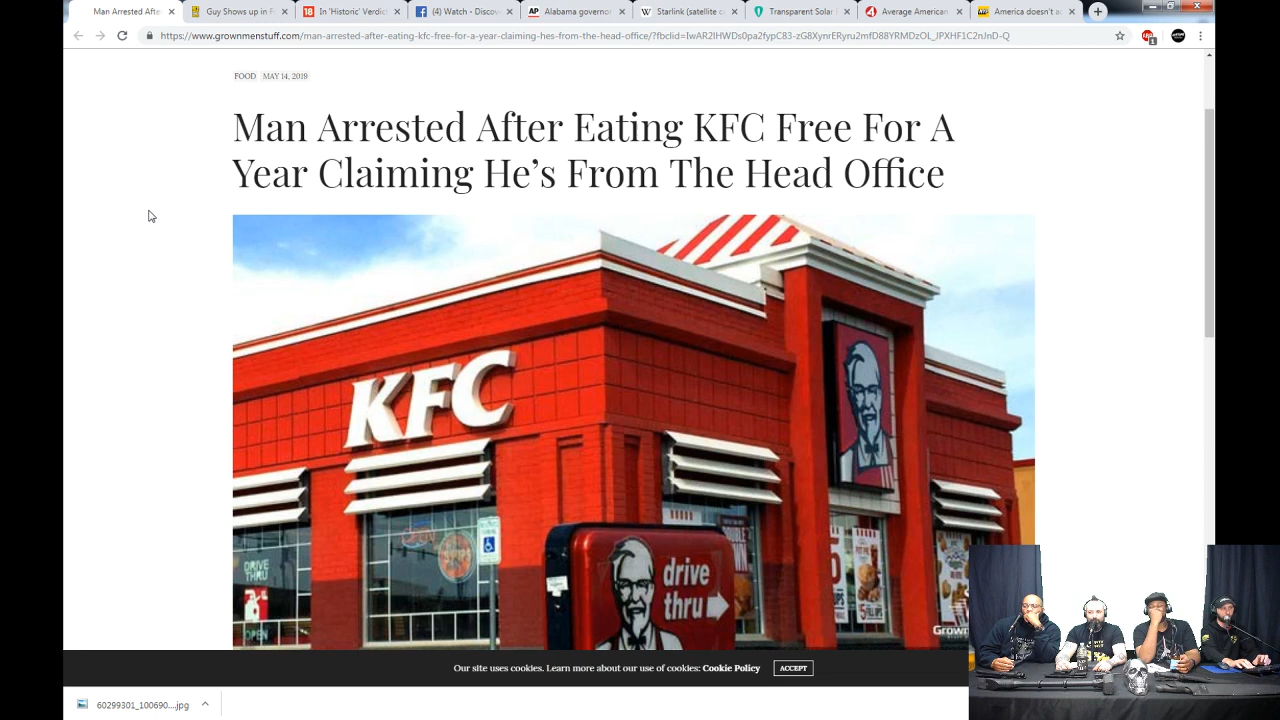 Man Arrested Afte
Guy Shows up in F
In 'Historic' Verdict
(4) Watch - Discov
Alabama governor
Starlink (satellite c
Transparent Solar
Average American
America doesn't a
https://www.grownmenstuff.com/man-arrested-after-eating-kfc-free-for-a-year-claiming-hes-from-the-head-office/?fbclid=IwAR2IHWDs0pa2fypC83-zG8XynrERyru2mfD88YRMDzOL_JPXHF1C2nJnD-Q
FOOD MAY 14, 2019
Man Arrested After Eating KFC Free For A
Year Claiming He's From The Head Office
KFC
DRIVE
THRU
OPEN
drive
thru
Our site uses cookies. Learn more about our use of cookies: Cookie Policy ACCEPT
60299301_100690....jpg